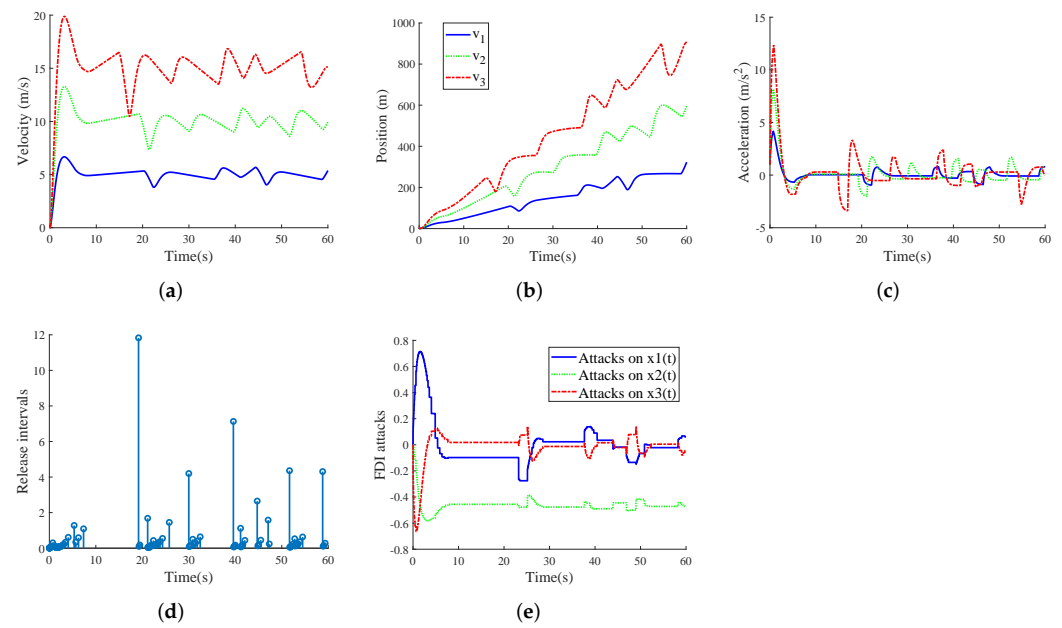 20
15
10
5
0
Velocity (m/s)
0 10 20 30 40 50 60
Time(s)
(a)
1000
800
600
400
200
0
Position (m)
v1
v2
v3
0 10 20 30 40 50 60
Time(s)
(b)
15
10
5
0
-5
Acceleration (m/s²)
0 10 20 30 40 50 60
Time(s)
(c)
12
10
8
6
4
2
0
Release intervals
0 10 20 30 40 50 60
Time(s)
(d)
0.8
0.6
0.4
0.2
0
-0.2
-0.4
-0.6
-0.8
FDI attacks
Attacks on x1(t)
Attacks on x2(t)
Attacks on x3(t)
0 10 20 30 40 50 60
Time(s)
(e)